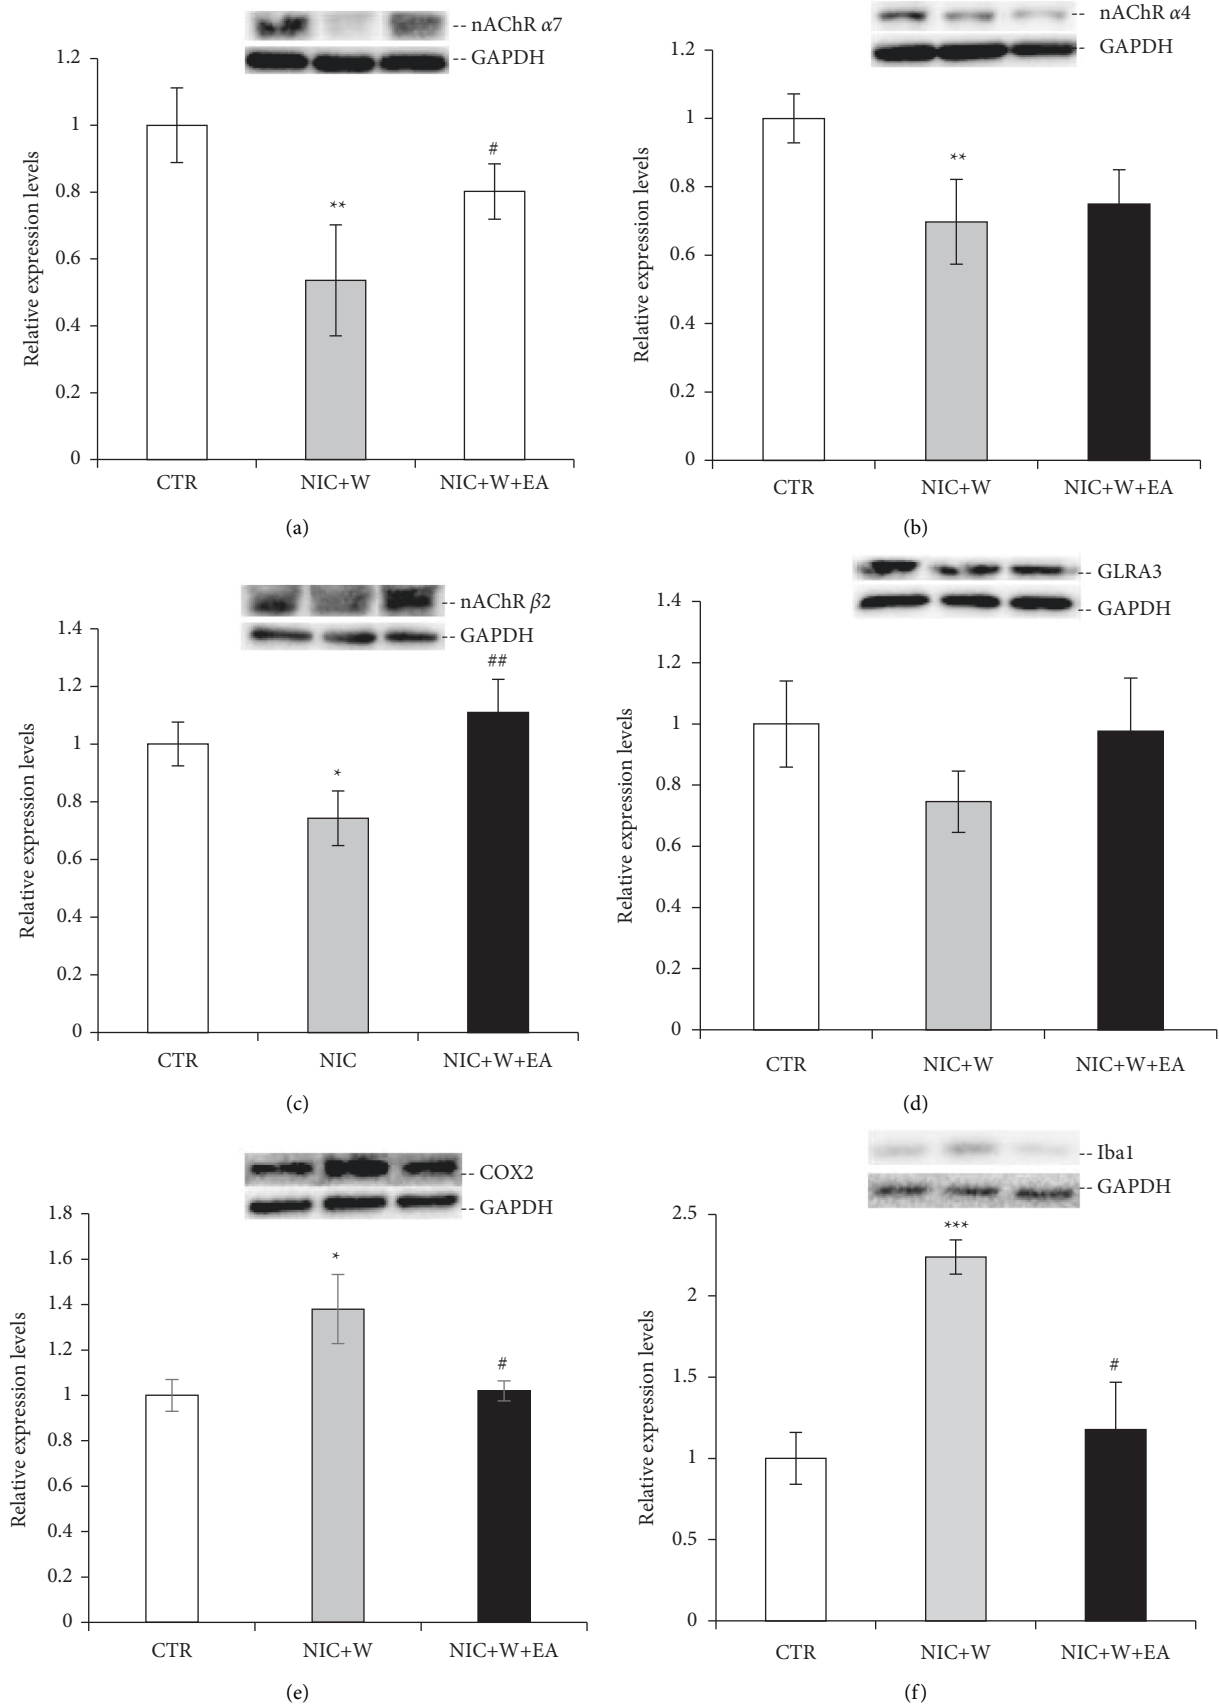 -- nAChR α7
-- GAPDH
1.2
1
0.8
0.6
0.4
0.2
0
Relative expression levels
**
#
CTR
NIC+W
NIC+W+EA
(a)
-- nAChR α4
-- GAPDH
1.2
1
0.8
0.6
0.4
0.2
0
Relative expression levels
**
CTR
NIC+W
NIC+W+EA
(b)
-- nAChR β2
-- GAPDH
1.4
1.2
1
0.8
0.6
0.4
0.2
0
Relative expression levels
*
##
CTR
NIC
NIC+W+EA
(c)
-- GLRA3
-- GAPDH
1.4
1.2
1
0.8
0.6
0.4
0.2
0
Relative expression levels
CTR
NIC+W
NIC+W+EA
(d)
-- COX2
-- GAPDH
1.8
1.6
1.4
1.2
1
0.8
0.6
0.4
0.2
0
Relative expression levels
*
#
CTR
NIC+W
NIC+W+EA
(e)
-- Iba1
-- GAPDH
2.5
2
1.5
1
0.5
0
Relative expression levels
***
#
CTR
NIC+W
NIC+W+EA
(f)